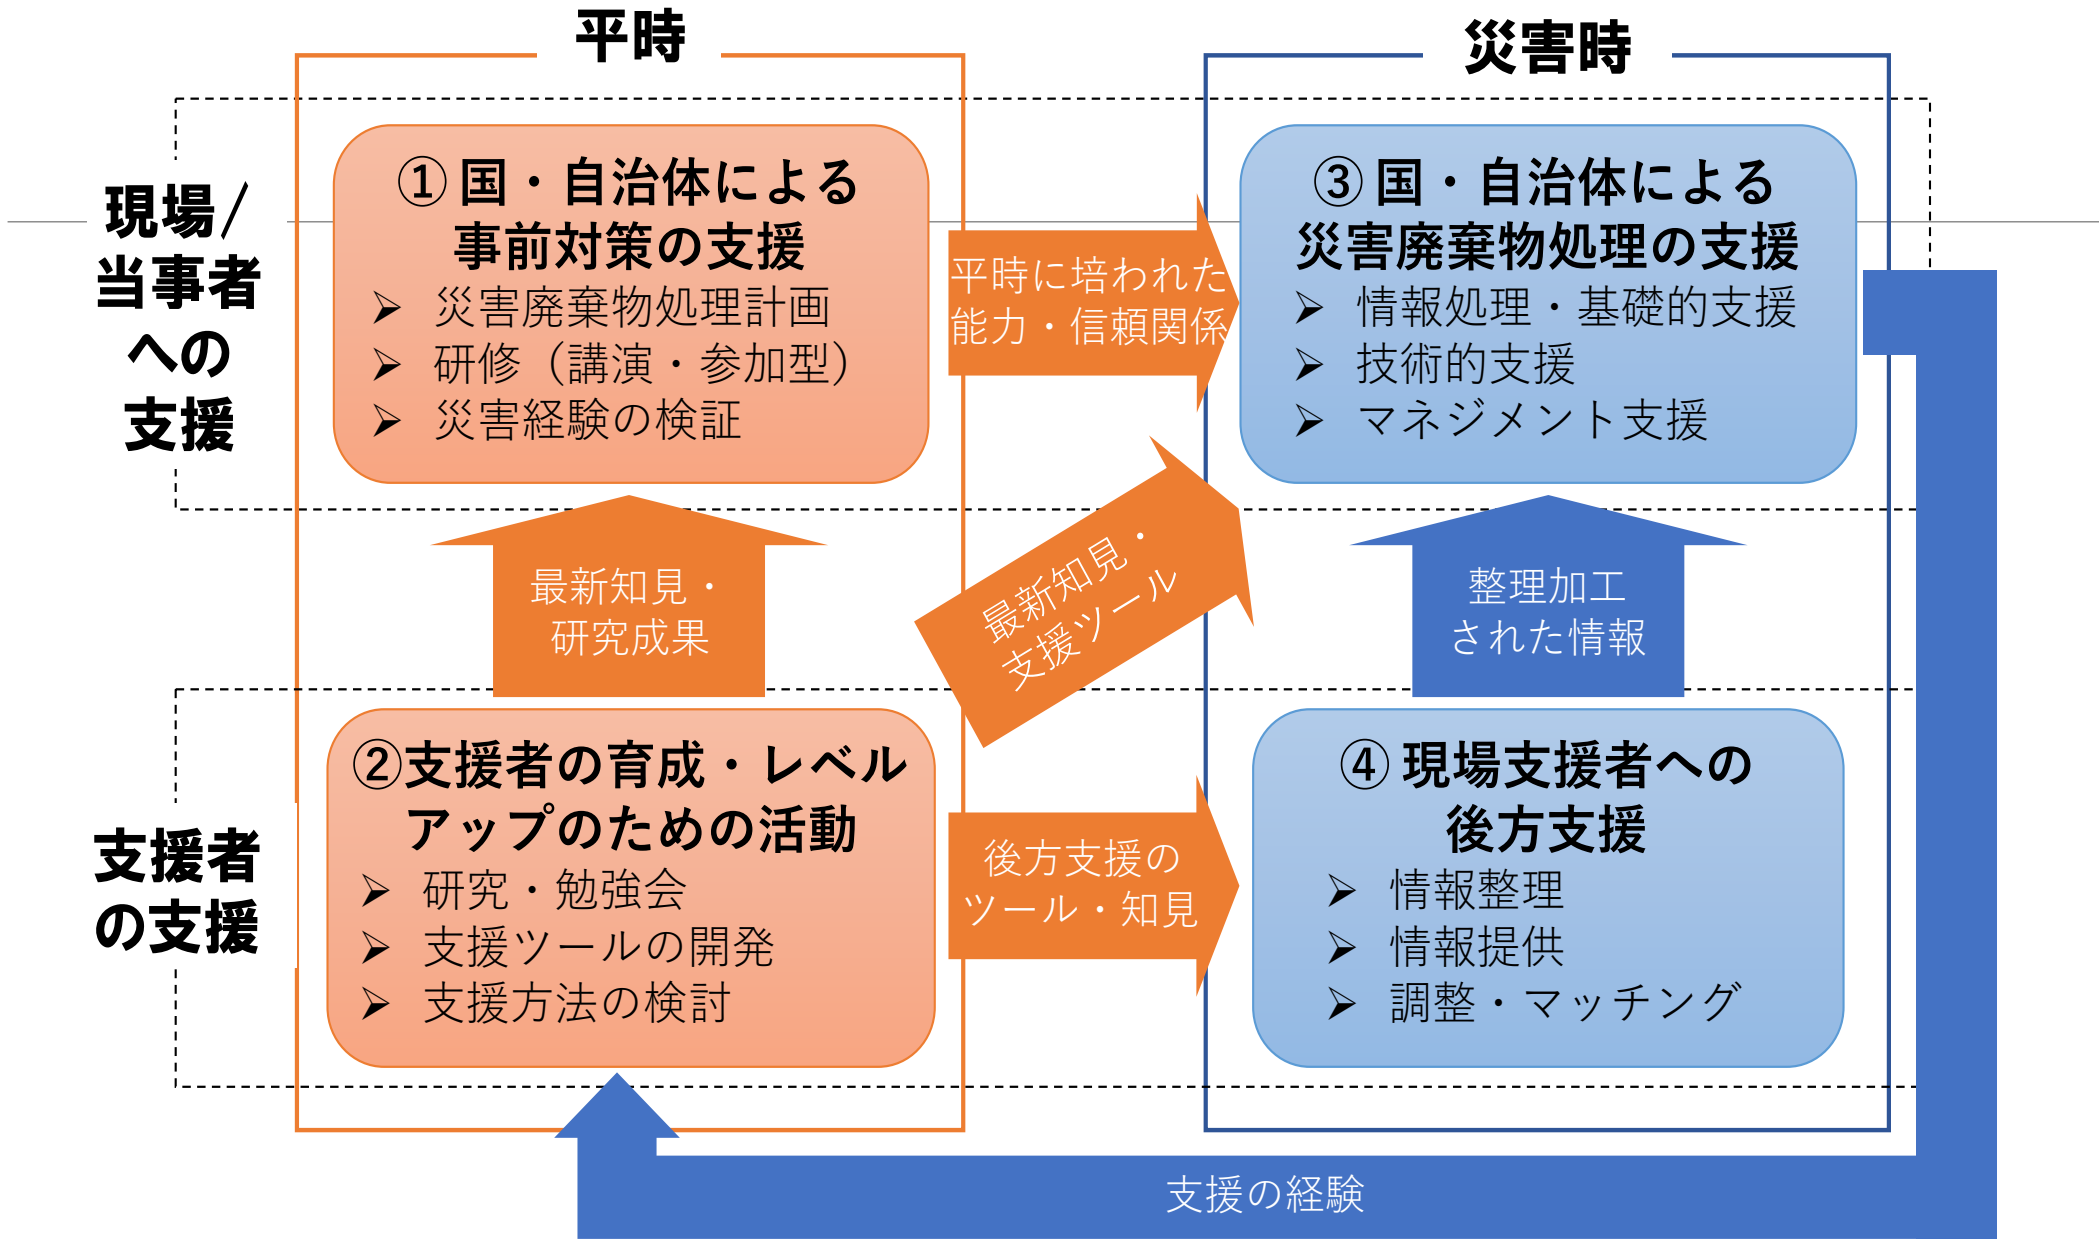 平時
災害時
現場/
当事者
への
支援
① 国・自治体による
事前対策の支援
➢ 災害廃棄物処理計画
➢ 研修（講演・参加型）
➢ 災害経験の検証
平時に培われた
能力・信頼関係
③ 国・自治体による
災害廃棄物処理の支援
➢ 情報処理・基礎的支援
➢ 技術的支援
➢ マネジメント支援
最新知見・
研究成果
最新知見・
支援ツール
整理加工
された情報
支援者
の支援
②支援者の育成・レベル
アップのための活動
➢ 研究・勉強会
➢ 支援ツールの開発
➢ 支援方法の検討
後方支援の
ツール・知見
④ 現場支援者への
後方支援
➢ 情報整理
➢ 情報提供
➢ 調整・マッチング
支援の経験